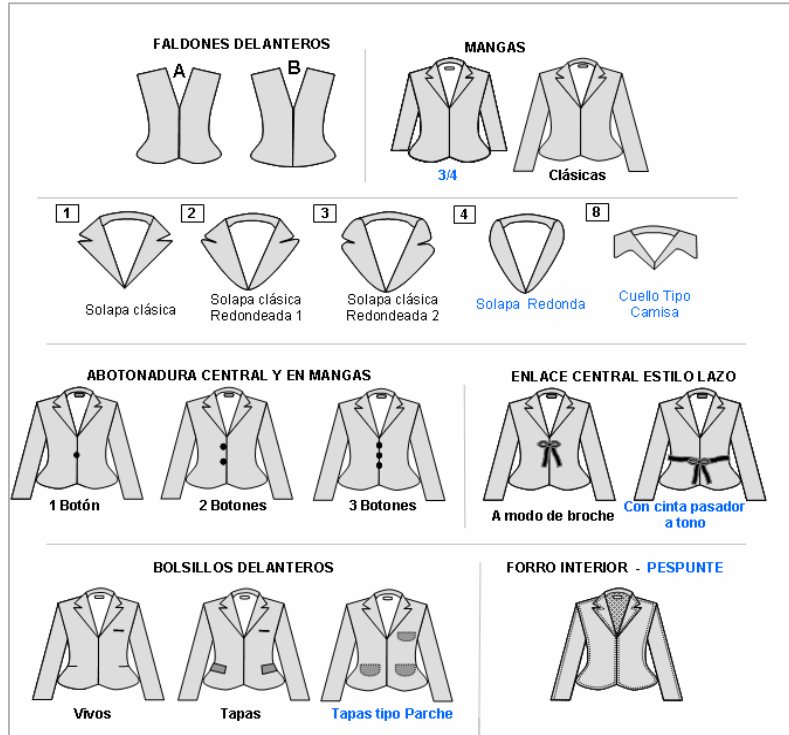 FALDONES DELANTEROS
MANGAS
A
B
3/4
Clásicas
1
2
3
4
8
Solapa clásica
Solapa clásica
Redondeada 1
Solapa clásica
Redondeada 2
Solapa Redonda
Cuello Tipo
Camisa
ABOTONADURA CENTRAL Y EN MANGAS
ENLACE CENTRAL ESTILO LAZO
1 Botón
2 Botones
3 Botones
A modo de broche
Con cinta pasador
a tono
BOLSILLOS DELANTEROS
FORRO INTERIOR - PESPUNTE
Vivos
Tapas
Tapas tipo Parche